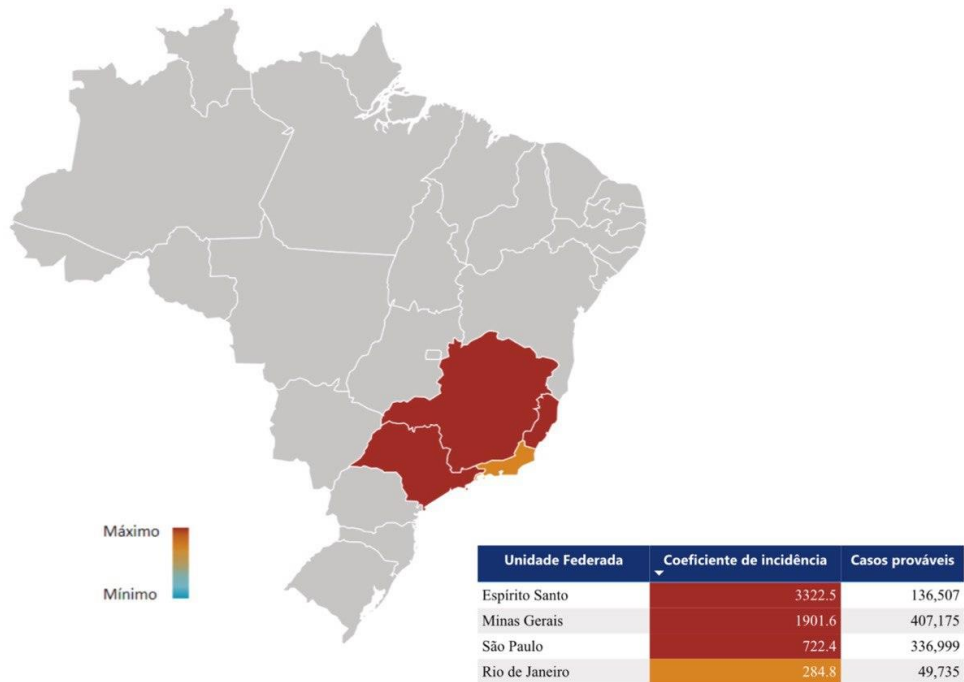 Máximo
Mínimo
Unidade Federada Coeficiente de incidência Casos prováveis
Espírito Santo 3322.5 136,507
Minas Gerais 1901.6 407,175
São Paulo 722.4 336,999
Rio de Janeiro 284.8 49,735